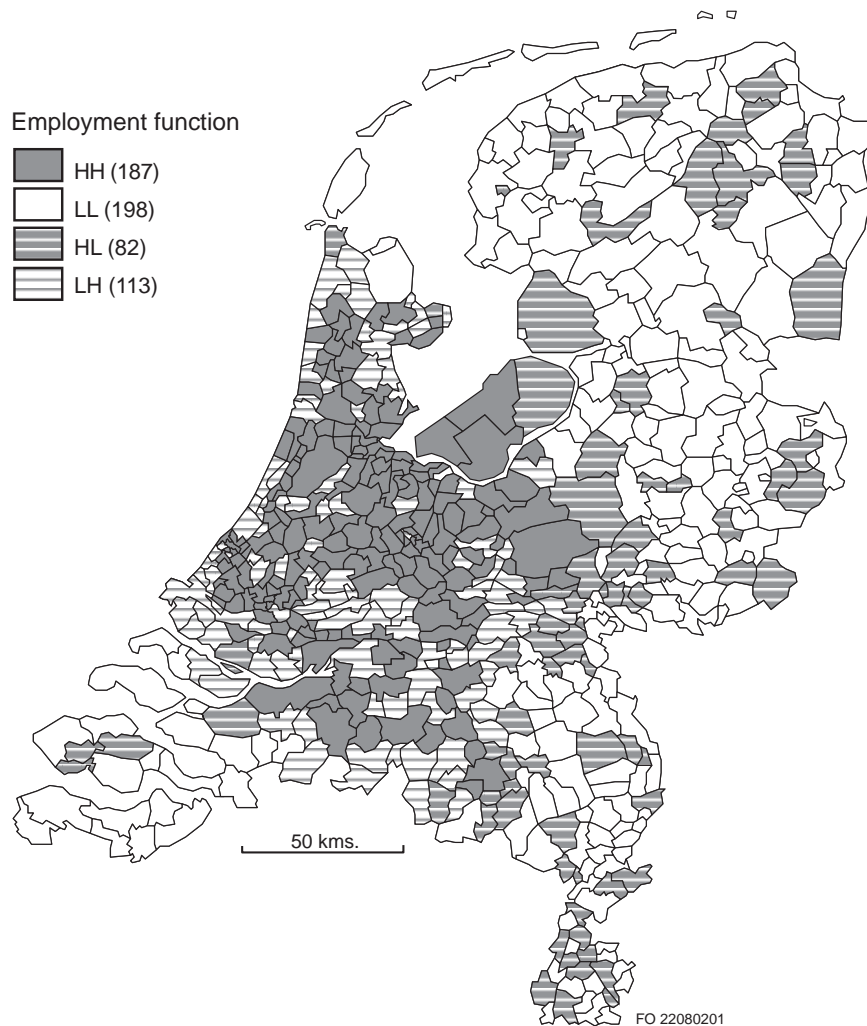 Employment function
HH (187)
LL (198)
HL (82)
LH (113)
50 kms.
FO 22080201